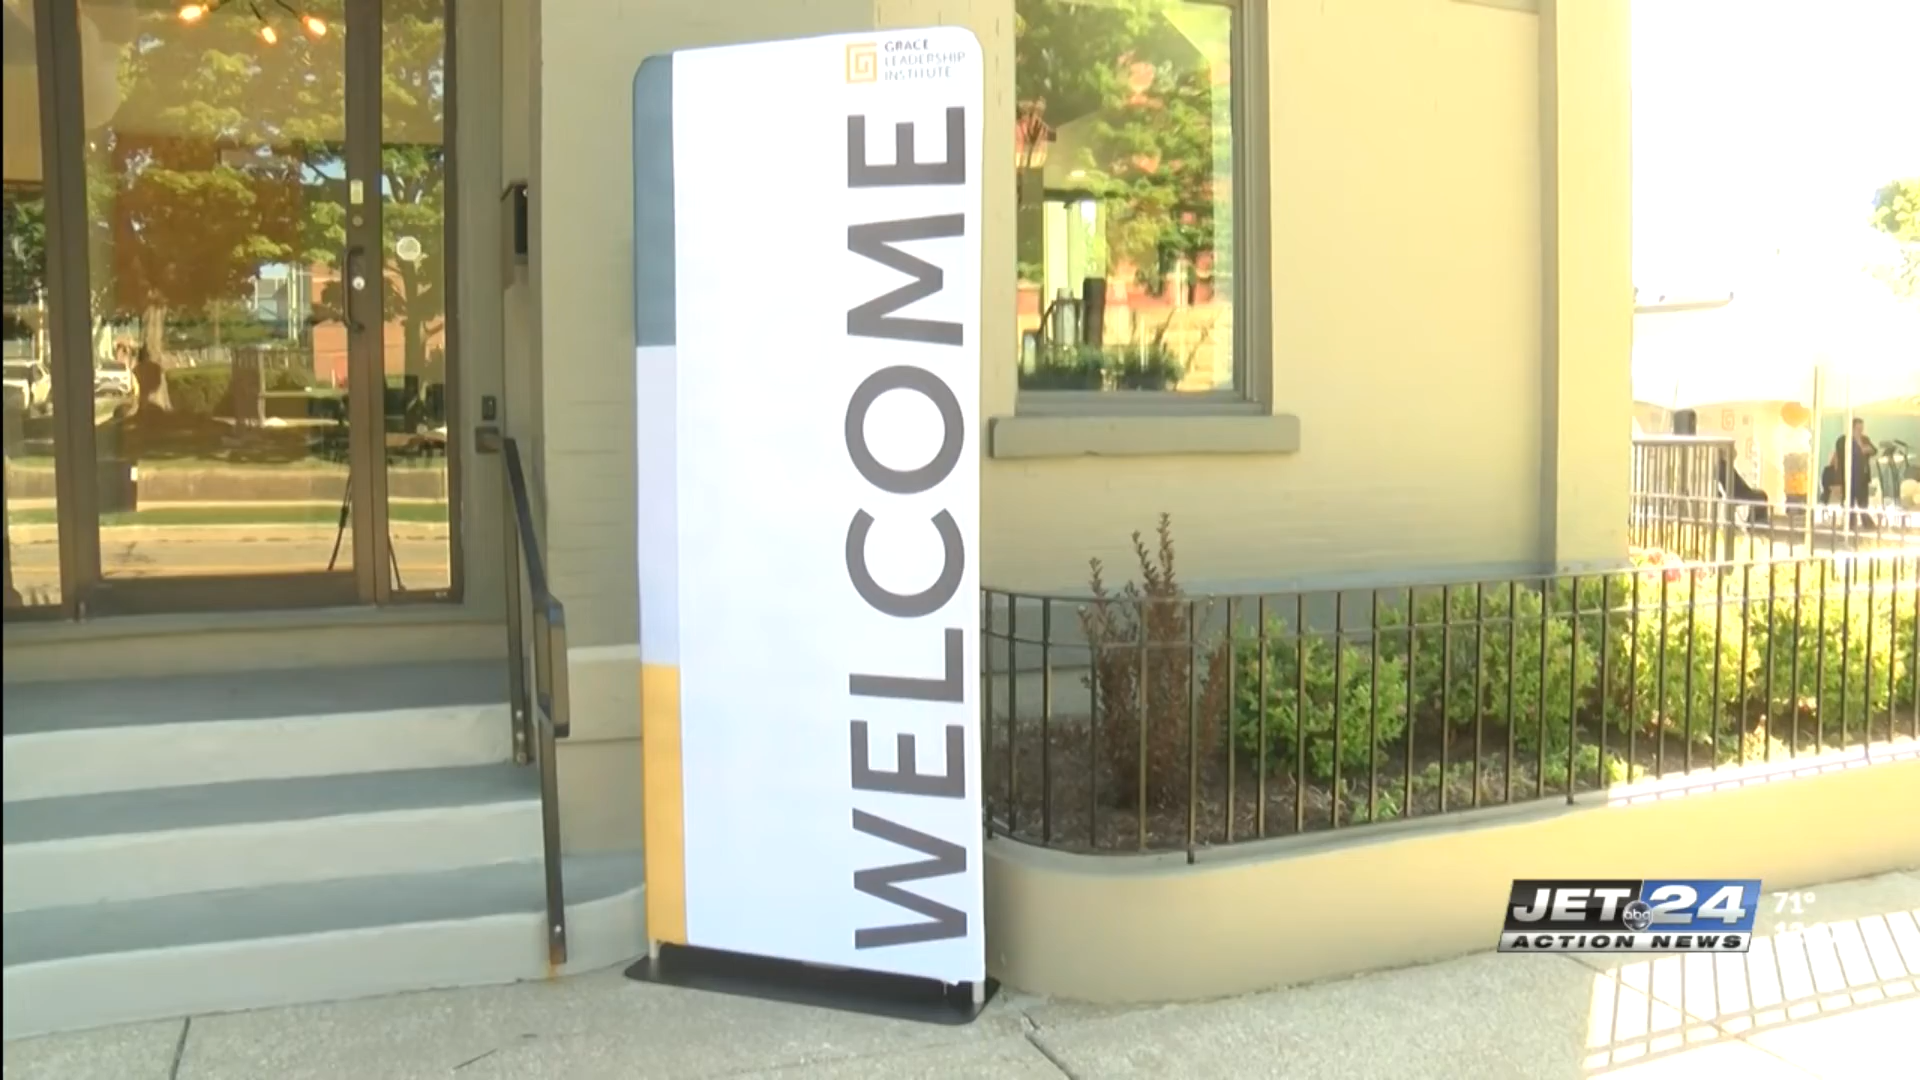 GRACE
LEADERSHIP
INSTITUTE
WELCOME
JET 24
abc
ACTION NEWS
71°